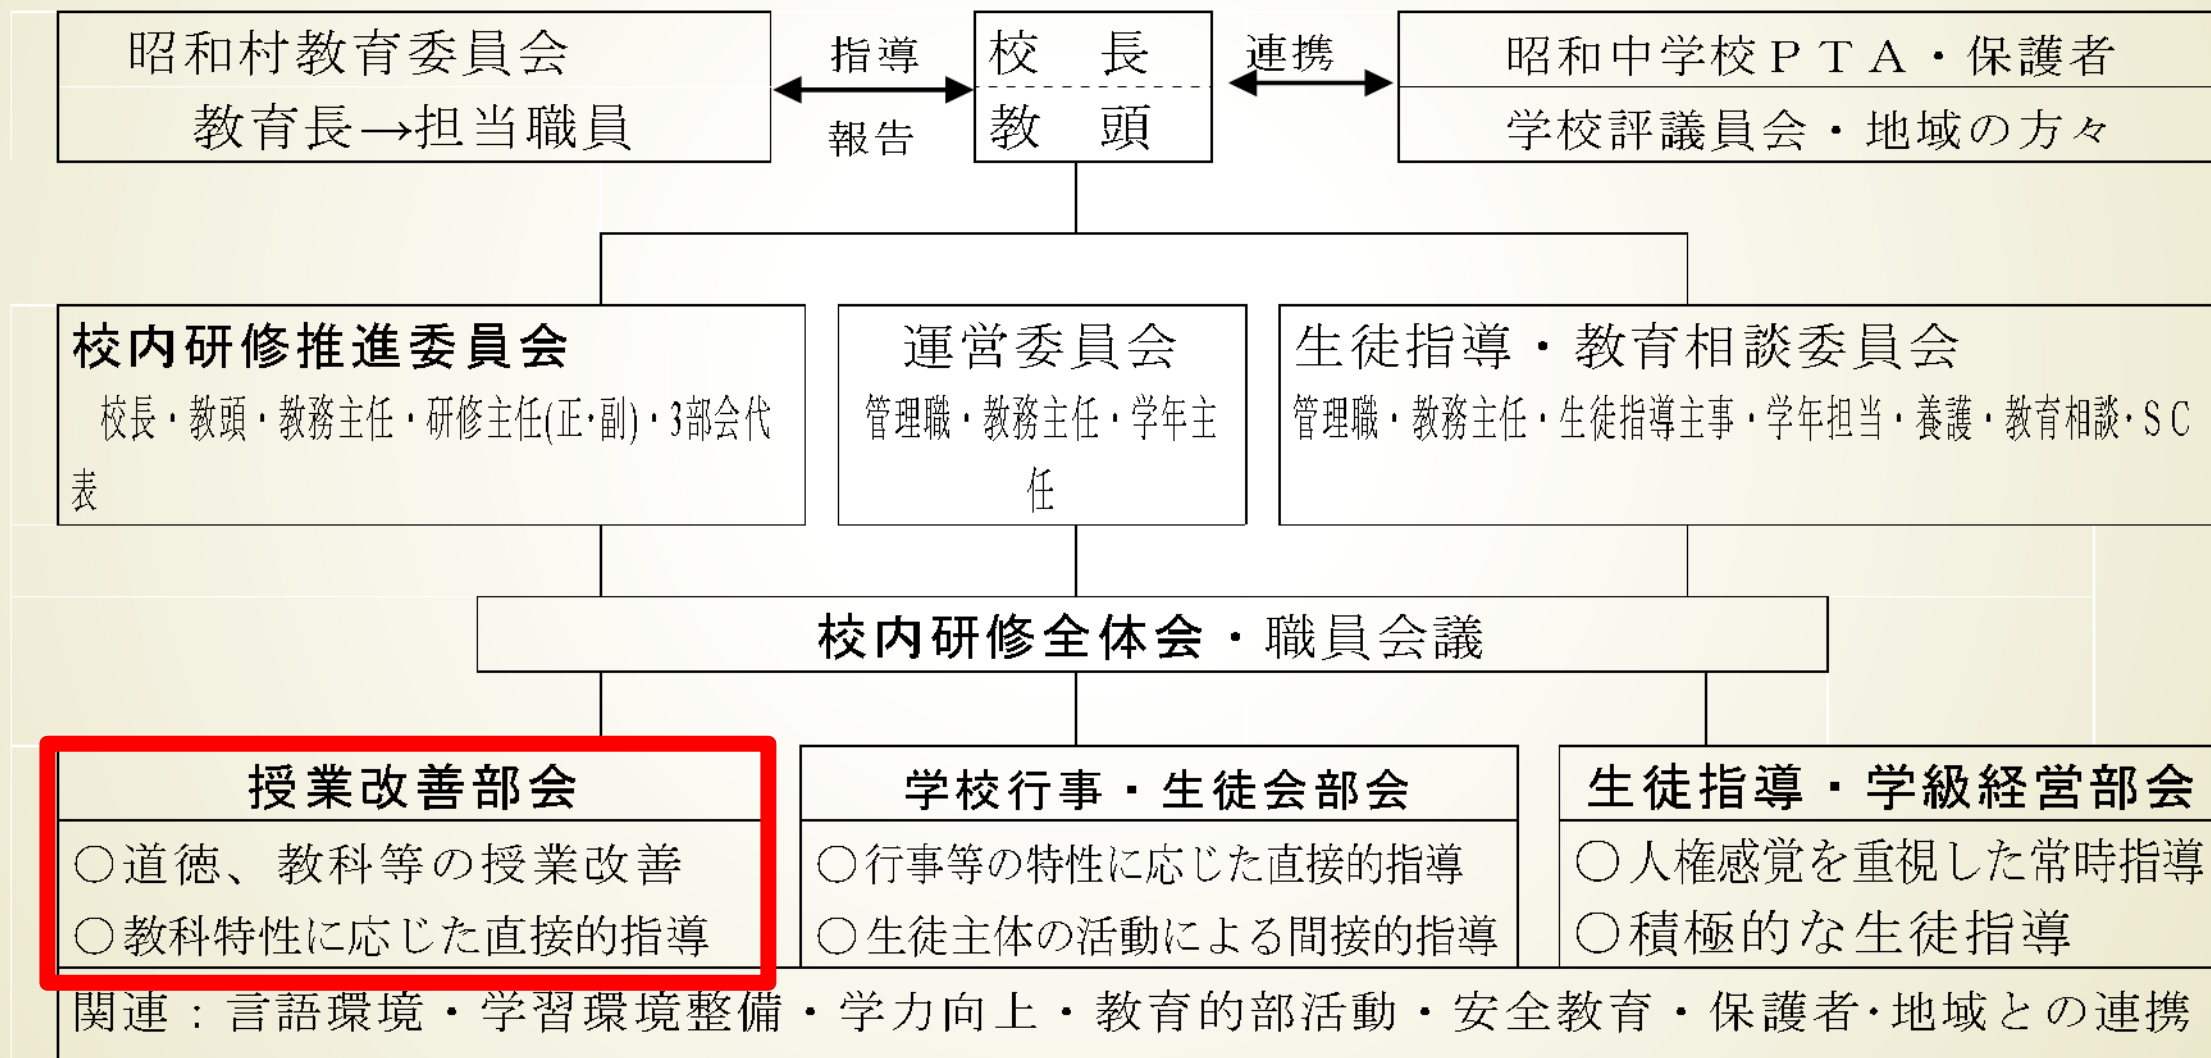 昭和村教育委員会
教育長→担当職員
指導
報告
校　長
教　頭
連携
昭和中学校ＰＴＡ・保護者
学校評議員会・地域の方々
校内研修推進委員会
校長・教頭・教務主任・研修主任(正・副)・3部会代
表
運営委員会
管理職・教務主任・学年主
任
生徒指導・教育相談委員会
管理職・教務主任・生徒指導主事・学年担当・養護・教育相談・ＳＣ
校内研修全体会・職員会議
授業改善部会
○道徳、教科等の授業改善
○教科特性に応じた直接的指導
学校行事・生徒会部会
○行事等の特性に応じた直接的指導
○生徒主体の活動による間接的指導
生徒指導・学級経営部会
○人権感覚を重視した常時指導
○積極的な生徒指導
関連：言語環境・学習環境整備・学力向上・教育的部活動・安全教育・保護者・地域との連携